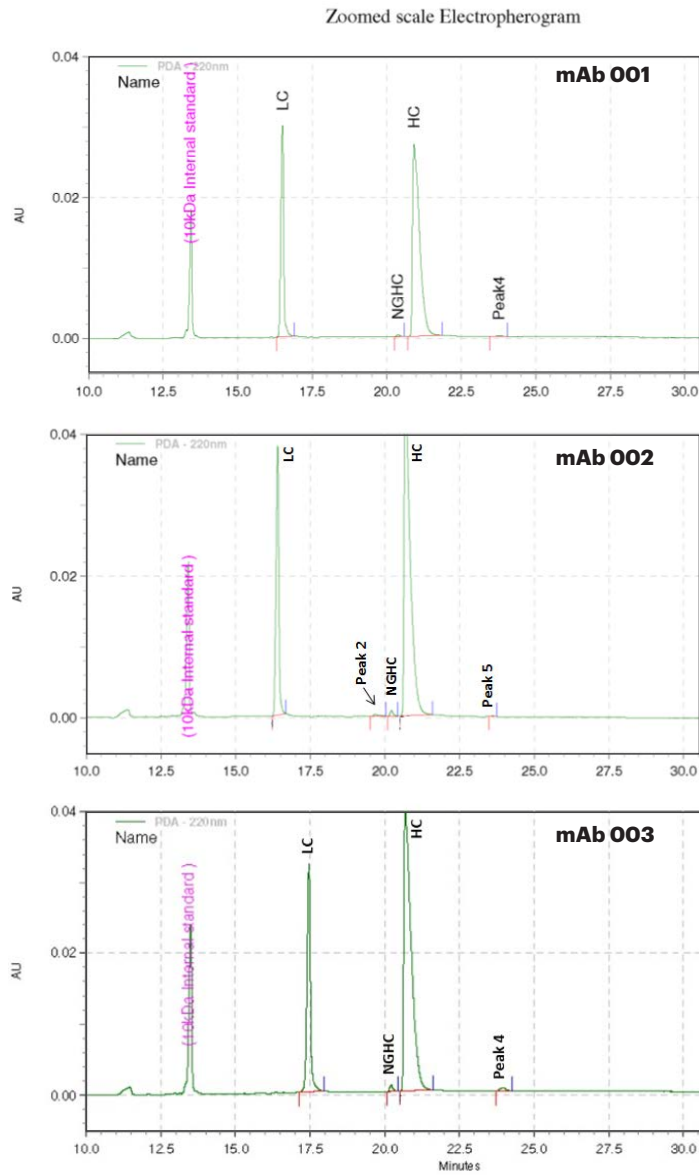 Zoomed scale Electropherogram
PDA - 220nm
Name
mAb 001
(10kDa Internal standard )
LC
NGHC
HC
Peak4
AU
0.04
0.02
0.00
10.0 12.5 15.0 17.5 20.0 22.5 25.0 27.5 30.0
PDA - 220nm
Name
mAb 002
(10kDa Internal standard )
LC
Peak 2
NGHC
HC
Peak 5
AU
0.04
0.02
0.00
10.0 12.5 15.0 17.5 20.0 22.5 25.0 27.5 30.0
PDA - 220nm
Name
mAb 003
(10kDa Internal standard )
LC
NGHC
HC
Peak 4
AU
0.04
0.02
0.00
10.0 12.5 15.0 17.5 20.0 22.5 25.0 27.5 30.0
Minutes